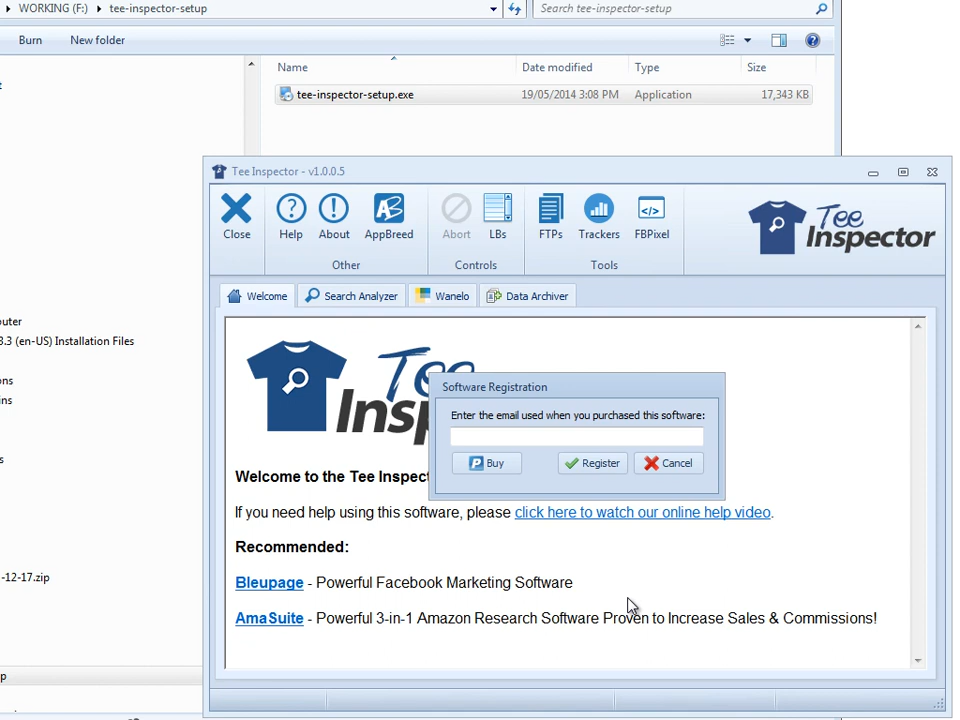 WORKING (F:) ▸ tee-inspector-setup
Search tee-inspector-setup
Burn New folder
Name Date modified Type Size
tee-inspector-setup.exe 19/05/2014 3:08 PM Application 17,343 KB
Tee Inspector - v1.0.0.5
Close Help About AppBreed Abort LBs FTPs Trackers FBPixel
Other Controls Tools
Tee
Inspector
Welcome Search Analyzer Wanelo Data Archiver
Tee
Insp
Software Registration
Enter the email used when you purchased this software:
Buy Register Cancel
Welcome to the Tee Inspect
If you need help using this software, please click here to watch our online help video.
Recommended:
Bleupage - Powerful Facebook Marketing Software
AmaSuite - Powerful 3-in-1 Amazon Research Software Proven to Increase Sales & Commissions!
outer
3.3 (en-US) Installation Files
ons
ins
s
-12-17.zip
p